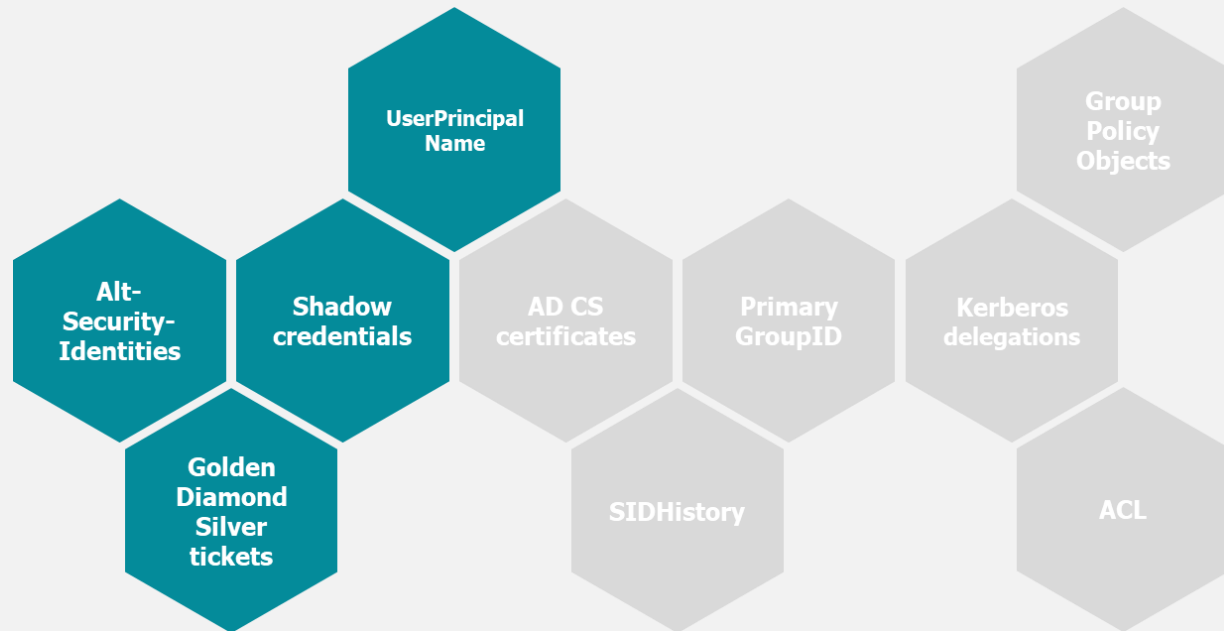 UserPrincipal
Name
Group
Policy
Objects
Alt-
Security-
Identities
Shadow
credentials
AD CS
certificates
Primary
GroupID
Kerberos
delegations
Golden
Diamond
Silver
tickets
SIDHistory
ACL